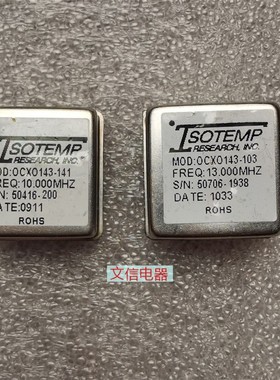 ISOTEMP
RESEARCH, INC.
MOD:OCXO143-141
FREQ:10.000MHZ
S/N: 50416-200
DATE:0911
ROHS
ISOTEMP
RESEARCH, INC.
MOD:OCXO143-103
FREQ:13.000MHZ
S/N: 50706-1938
DATE: 1033
ROHS
文信电器